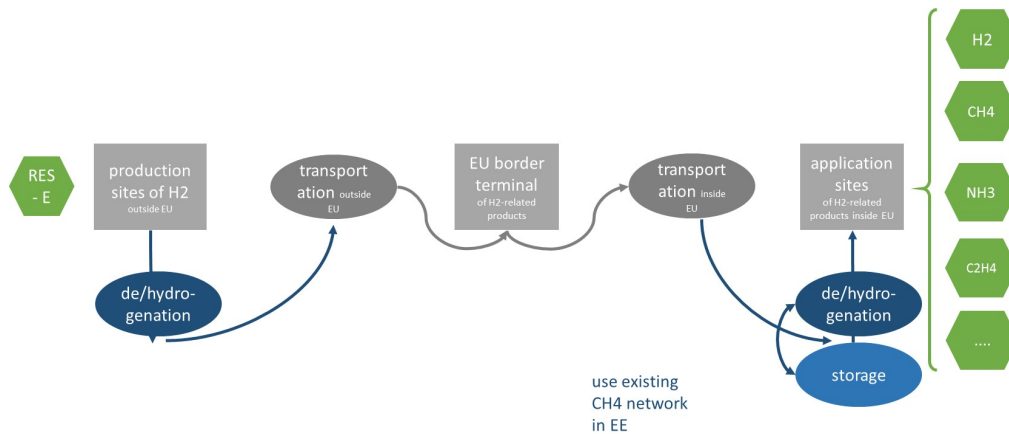 RES
- E
production
sites of H2
outside EU
de/hydro-
genation
transport
ation outside
EU
EU border
terminal
of H2-related
products
transport
ation inside
EU
use existing
CH4 network
in EE
application
sites
of H2-related
products inside EU
de/hydro-
genation
storage
H2
CH4
NH3
C2H4
....